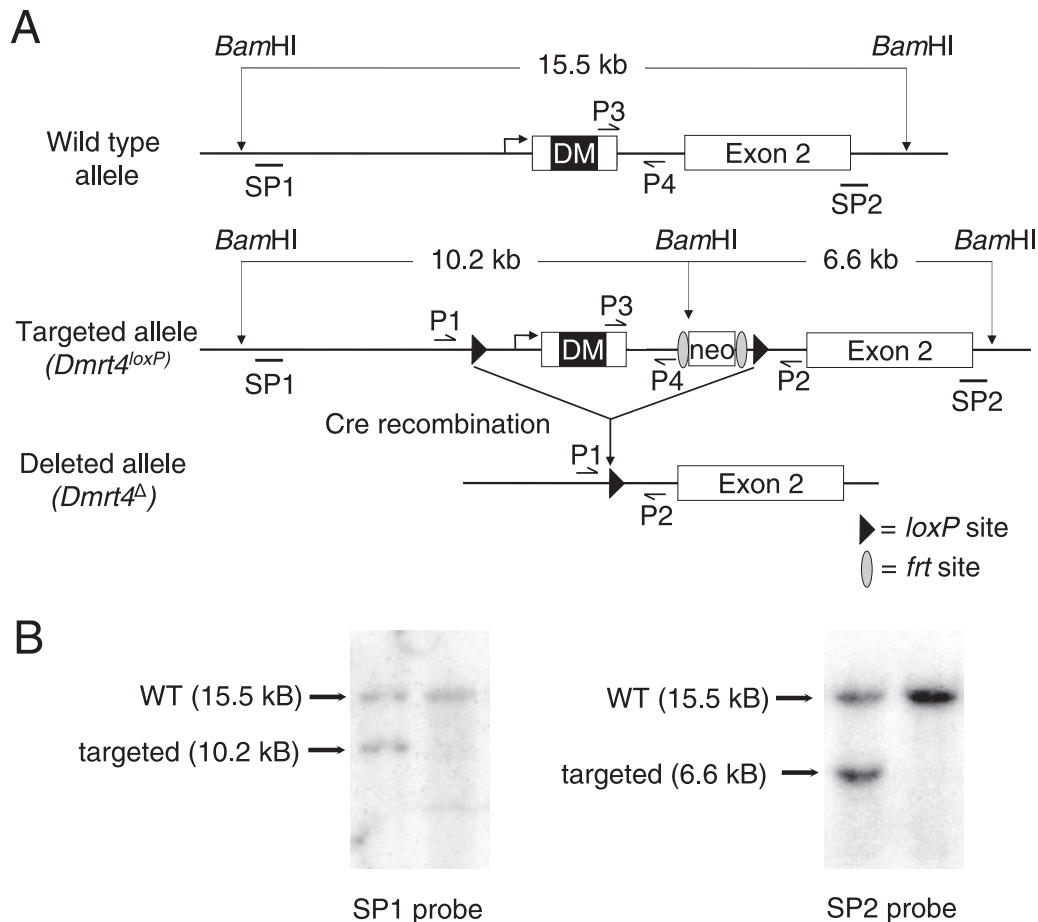 A
BamHI BamHI
15.5 kb
P3
Wild type allele
DM Exon 2
SP1 P4 SP2
BamHI BamHI BamHI
10.2 kb 6.6 kb
P1 P3
Targeted allele
(Dmrt4^loxP)
DM neo Exon 2
SP1 P4 P2 SP2
Cre recombination
Deleted allele
(Dmrt4^Δ)
P1
Exon 2
P2
= loxP site
= frt site
B
WT (15.5 kB)
targeted (10.2 kB)
SP1 probe
WT (15.5 kB)
targeted (6.6 kB)
SP2 probe